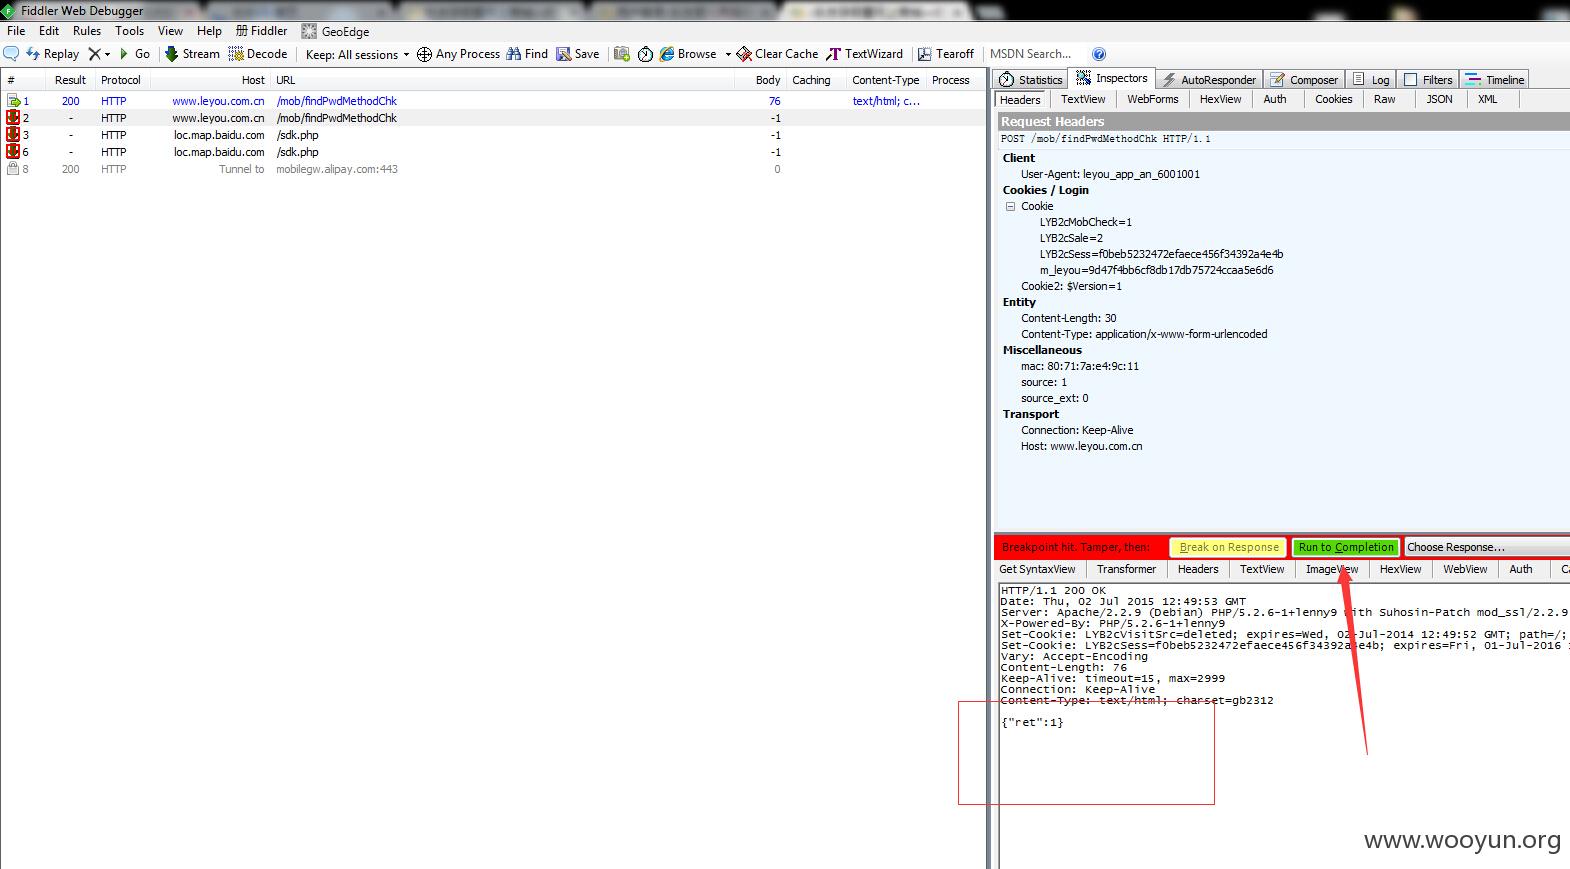 Fiddler Web Debugger
File Edit Rules Tools View Help Fiddler GeoEdge
Replay Go Stream Decode Keep: All sessions Any Process Find Save Browse Clear Cache TextWizard Tearoff MSDN Search...
# Result Protocol Host URL Body Caching Content-Type Process
1 200 HTTP www.leyou.com.cn /mob/findPwdMethodChk 76 text/html; c...
2 - HTTP www.leyou.com.cn /mob/findPwdMethodChk -1
3 - HTTP loc.map.baidu.com /sdk.php -1
6 - HTTP loc.map.baidu.com /sdk.php -1
8 200 HTTP Tunnel to mobilegw.alipay.com:443 0
Statistics Inspectors AutoResponder Composer Log Filters Timeline
Headers TextView WebForms HexView Auth Cookies Raw JSON XML
Request Headers
POST /mob/findPwdMethodChk HTTP/1.1
Client
User-Agent: leyou_app_an_6001001
Cookies / Login
Cookie
LYB2cMobCheck=1
LYB2cSale=2
LYB2cSess=f0beb5232472efaece456f34392a4e4b
m_leyou=9d47f4bb6cf8db17db75724ccaa5e6d6
Cookie2: $Version=1
Entity
Content-Length: 30
Content-Type: application/x-www-form-urlencoded
Miscellaneous
mac: 80:71:7a:e4:9c:11
source: 1
source_ext: 0
Transport
Connection: Keep-Alive
Host: www.leyou.com.cn
Breakpoint hit. Tamper, then: Break on Response Run to Completion Choose Response...
Get SyntaxView Transformer Headers TextView ImageView HexView WebView Auth Ca
HTTP/1.1 200 OK
Date: Thu, 02 Jul 2015 12:49:53 GMT
Server: Apache/2.2.9 (Debian) PHP/5.2.6-1+lenny9 with Suhosin-Patch mod_ssl/2.2.9
X-Powered-By: PHP/5.2.6-1+lenny9
Set-Cookie: LYB2cVisitSrc=deleted; expires=Wed, 02-Jul-2014 12:49:52 GMT; path=/;
Set-Cookie: LYB2cSess=f0beb5232472efaece456f34392a4e4b; expires=Fri, 01-Jul-2016
Vary: Accept-Encoding
Content-Length: 76
Keep-Alive: timeout=15, max=2999
Connection: Keep-Alive
Content-Type: text/html; charset=gb2312
{"ret":1}
www.wooyun.org